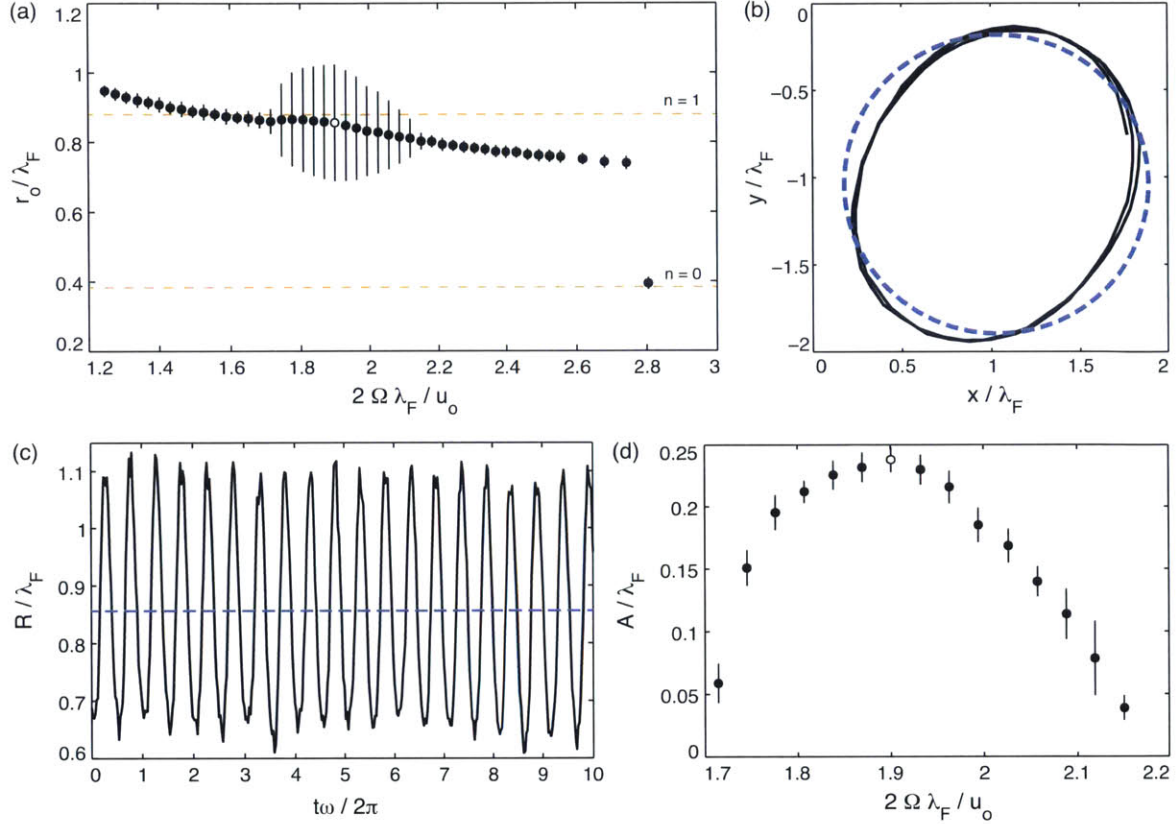 (a)
1.2
1
0.8
0.6
0.4
0.2
r_o/λ_F
n = 1
n = 0
1.2 1.4 1.6 1.8 2 2.2 2.4 2.6 2.8 3
2 Ω λ_F / u_o
(b)
0
−0.5
−1
−1.5
−2
y / λ_F
0 0.5 1 1.5 2
x / λ_F
(c)
1.1
1
0.9
0.8
0.7
0.6
R / λ_F
0 1 2 3 4 5 6 7 8 9 10
tω / 2π
(d)
0.25
0.2
0.15
0.1
0.05
0
A / λ_F
1.7 1.8 1.9 2 2.1 2.2
2 Ω λ_F / u_o